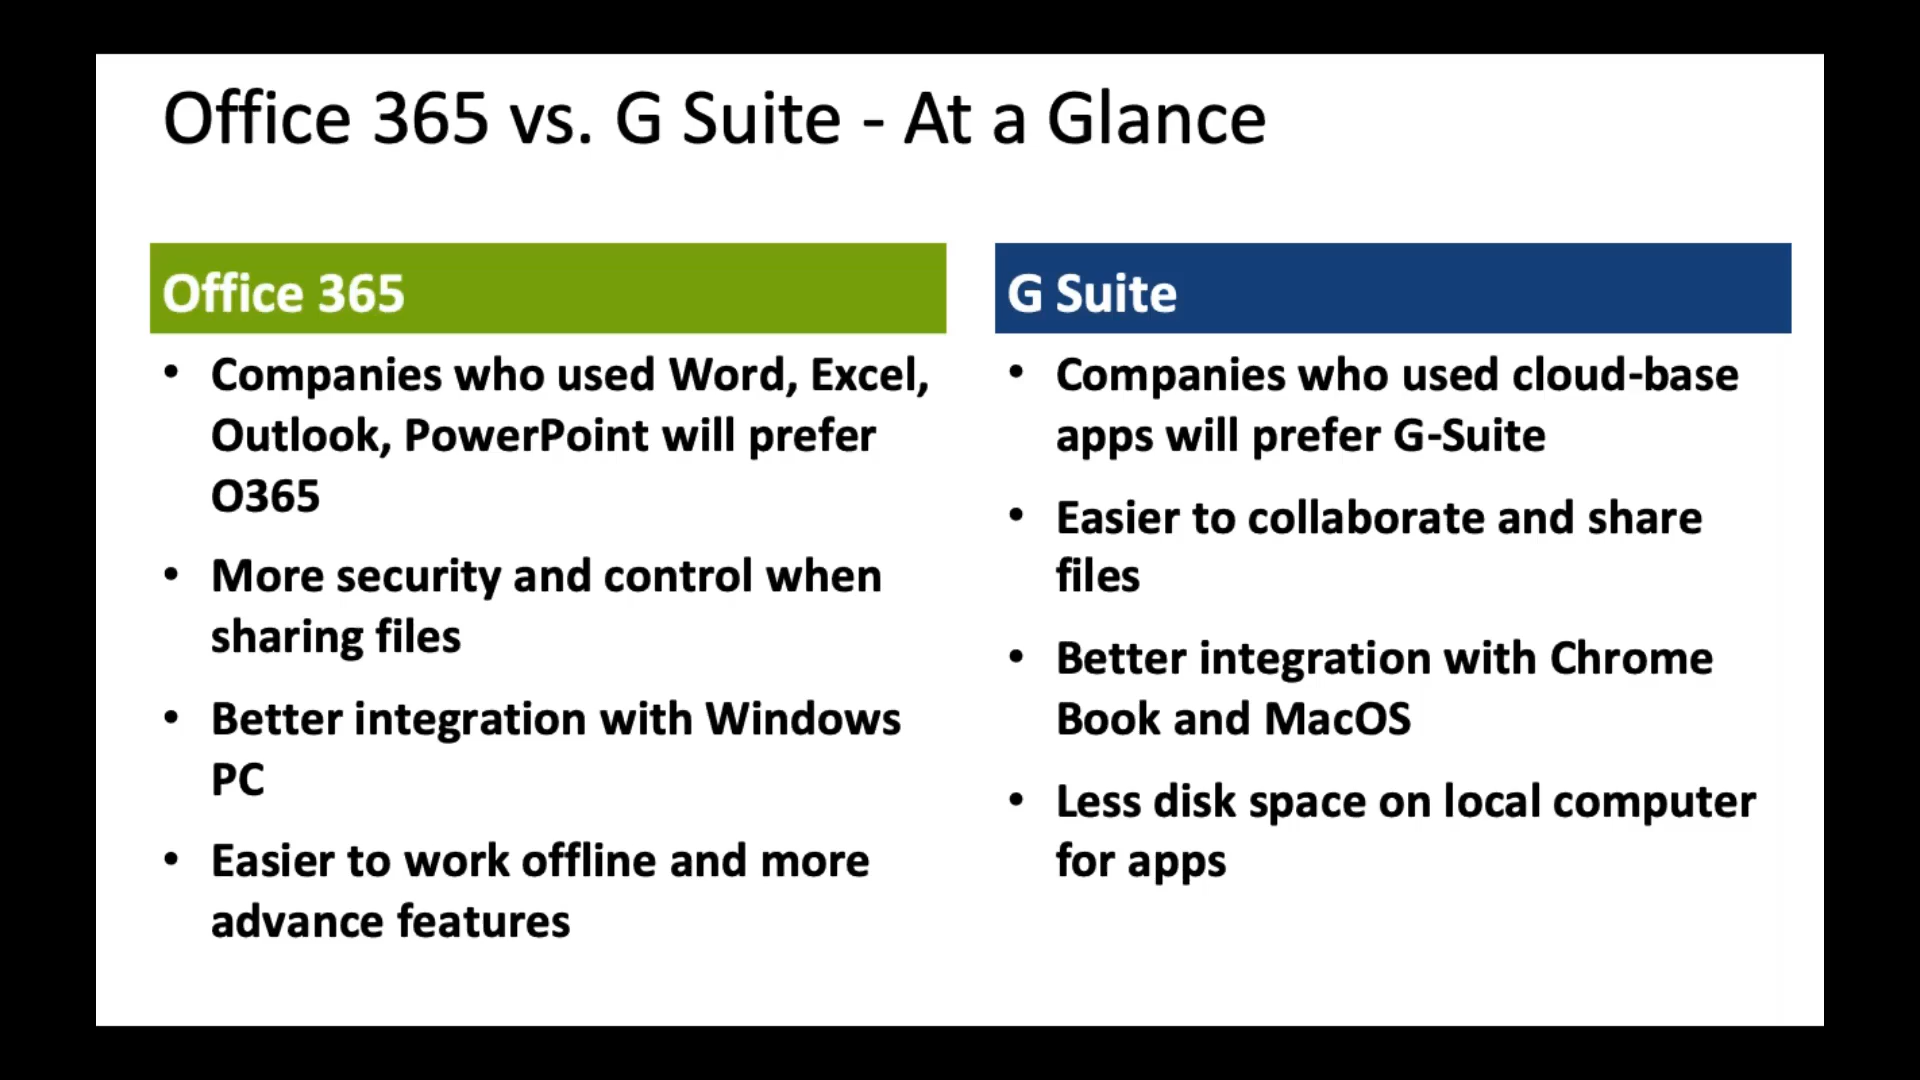 Office 365 vs. G Suite - At a Glance
Office 365
• Companies who used Word, Excel,
Outlook, PowerPoint will prefer
O365
• More security and control when
sharing files
• Better integration with Windows
PC
• Easier to work offline and more
advance features
G Suite
• Companies who used cloud-base
apps will prefer G-Suite
• Easier to collaborate and share
files
• Better integration with Chrome
Book and MacOS
• Less disk space on local computer
for apps